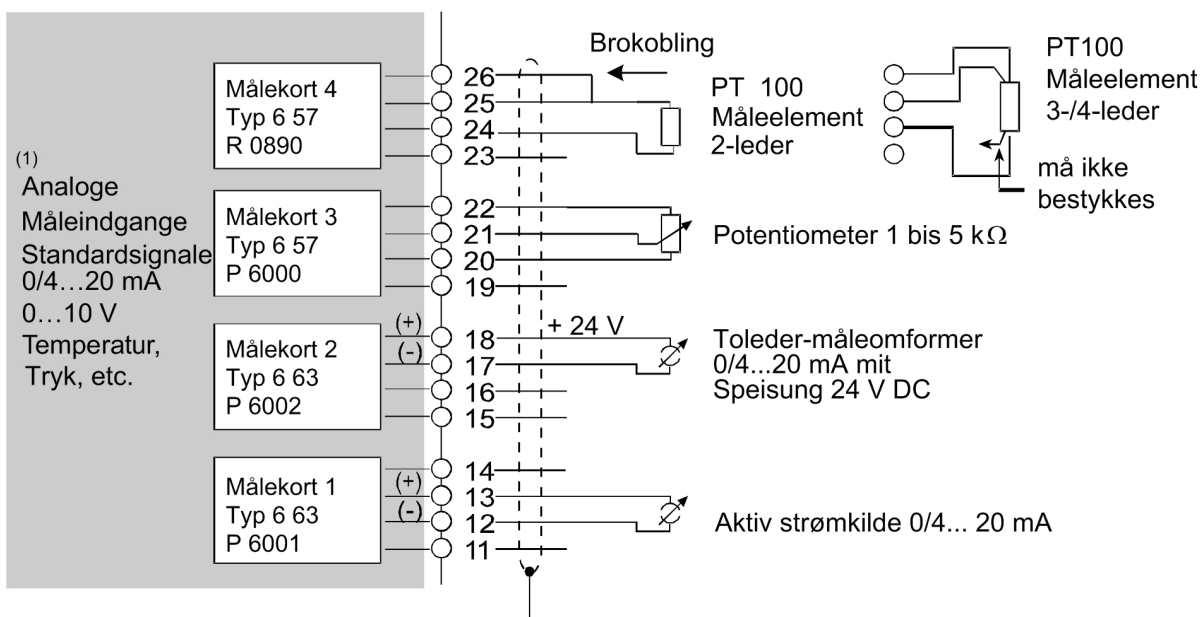 (1)
Analoge
Måleindgange
Standardsignale
0/4…20 mA
0…10 V
Temperatur,
Tryk, etc.
Målekort 4
Typ 6 57
R 0890
Målekort 3
Typ 6 57
P 6000
Målekort 2
Typ 6 63
P 6002
Målekort 1
Typ 6 63
P 6001
(+)
(-)
(+)
(-)
26
25
24
23
22
21
20
19
18
17
16
15
14
13
12
11
Brokobling
+ 24 V
PT 100
Måleelement
2-leder
PT100
Måleelement
3-/4-leder
må ikke
bestykkes
Potentiometer 1 bis 5 kΩ
Toleder-måleomformer
0/4...20 mA mit
Speisung 24 V DC
Aktiv strømkilde 0/4... 20 mA